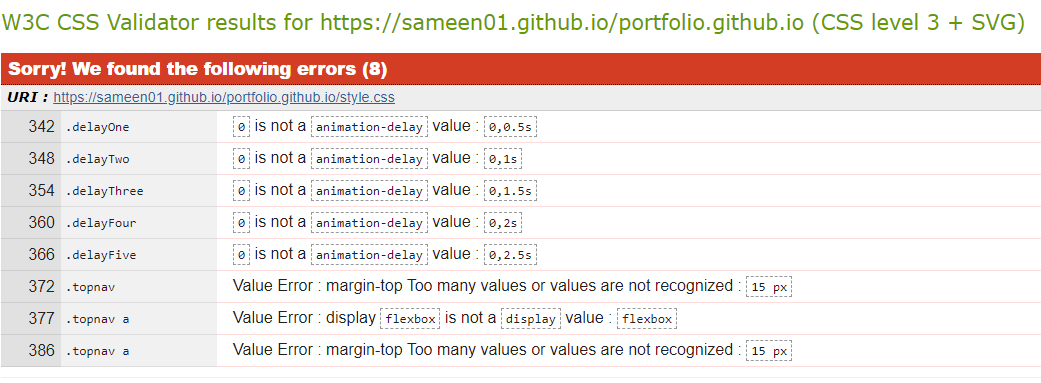 W3C CSS Validator results for https://sameen01.github.io/portfolio.github.io (CSS level 3 + SVG)
Sorry! We found the following errors (8)
URI : https://sameen01.github.io/portfolio.github.io/style.css
342 .delayOne 0 is not a animation-delay value : 0,0.5s
348 .delayTwo 0 is not a animation-delay value : 0,1s
354 .delayThree 0 is not a animation-delay value : 0,1.5s
360 .delayFour 0 is not a animation-delay value : 0,2s
366 .delayFive 0 is not a animation-delay value : 0,2.5s
372 .topnav Value Error : margin-top Too many values or values are not recognized : 15 px
377 .topnav a Value Error : display flexbox is not a display value : flexbox
386 .topnav a Value Error : margin-top Too many values or values are not recognized : 15 px